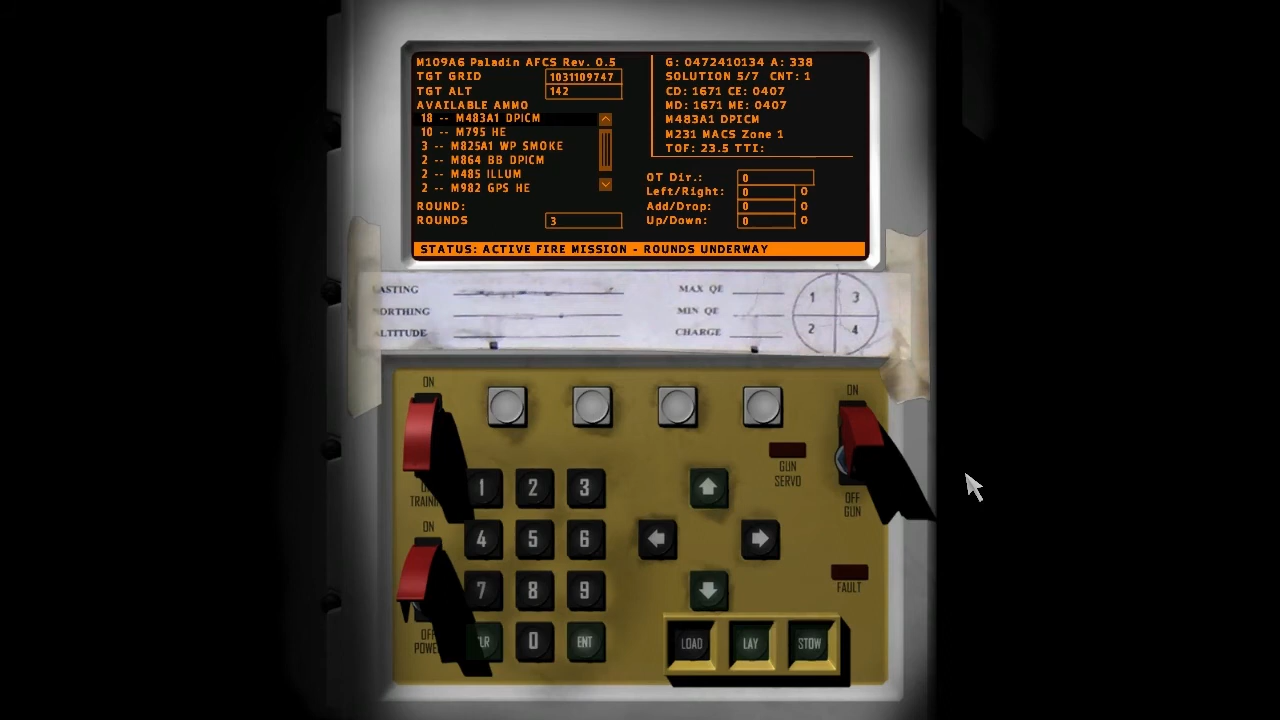 M109A6 Paladin AFCS Rev. 0.5
TGT GRID 1031109747
TGT ALT 142
AVAILABLE AMMO
18 -- M483A1 DPICM
10 -- M795 HE
3 -- M825A1 WP SMOKE
2 -- M864 BB DPICM
2 -- M485 ILLUM
2 -- M982 GPS HE
ROUND:
ROUNDS 3
G: 0472410134 A: 338
SOLUTION 5/7 CNT: 1
CD: 1671 CE: 0407
MD: 1671 ME: 0407
M483A1 DPICM
M231 MACS Zone 1
TOF: 23.5 TTI:
OT Dir.: 0
Left/Right: 0 0
Add/Drop: 0 0
Up/Down: 0 0
STATUS: ACTIVE FIRE MISSION - ROUNDS UNDERWAY
ASTING MAX QE
ORTHING MIN QE
ALTITUDE CHARGE
1 3
2 4
ON
ON
GUN
SERVO
TRAINI
OFF
GUN
1 2 3
ON
4 5 6
FAULT
7 8 9
OFF
POWE
LR 0 ENT
LOAD LAY STOW